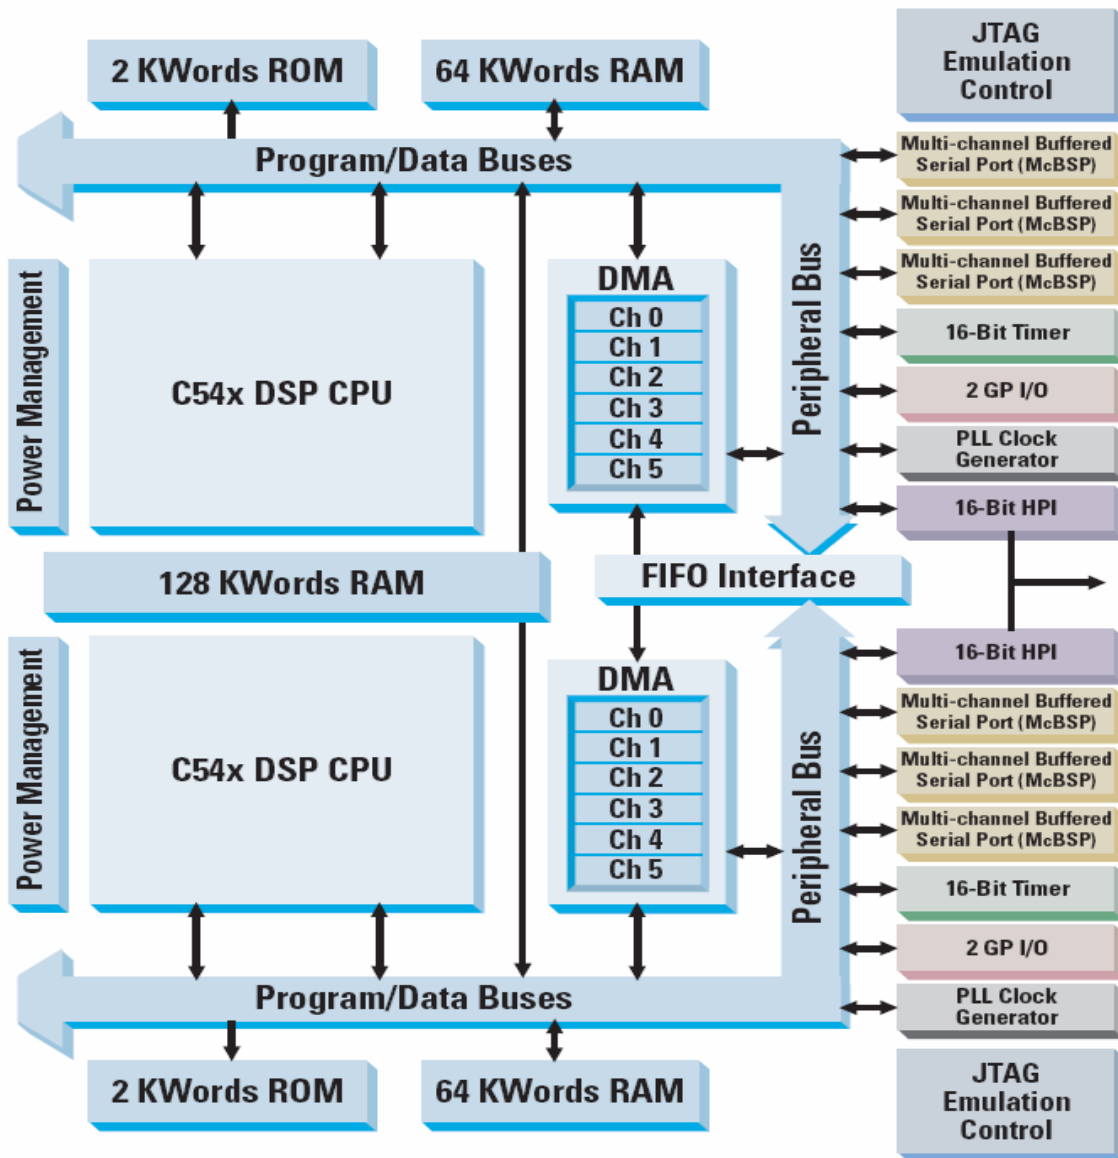 2 KWords ROM
64 KWords RAM
JTAG
Emulation
Control
Program/Data Buses
Multi-channel Buffered
Serial Port (McBSP)
Multi-channel Buffered
Serial Port (McBSP)
Multi-channel Buffered
Serial Port (McBSP)
16-Bit Timer
2 GP I/O
PLL Clock
Generator
16-Bit HPI
Power Management
C54x DSP CPU
DMA
Ch 0
Ch 1
Ch 2
Ch 3
Ch 4
Ch 5
Peripheral Bus
128 KWords RAM
FIFO Interface
Power Management
C54x DSP CPU
DMA
Ch 0
Ch 1
Ch 2
Ch 3
Ch 4
Ch 5
Peripheral Bus
16-Bit HPI
Multi-channel Buffered
Serial Port (McBSP)
Multi-channel Buffered
Serial Port (McBSP)
Multi-channel Buffered
Serial Port (McBSP)
16-Bit Timer
2 GP I/O
PLL Clock
Generator
Program/Data Buses
2 KWords ROM
64 KWords RAM
JTAG
Emulation
Control